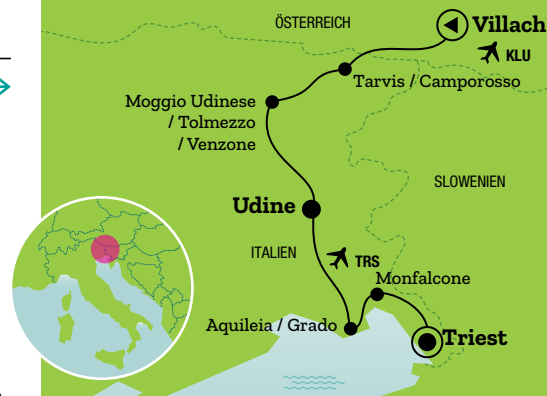 ÖSTERREICH
Villach
KLU
Tarvis / Camporosso
Moggio Udinese
/ Tolmezzo
/ Venzone
SLOWENIEN
Udine
ITALIEN
TRS
Monfalcone
Aquileia / Grado
Triest